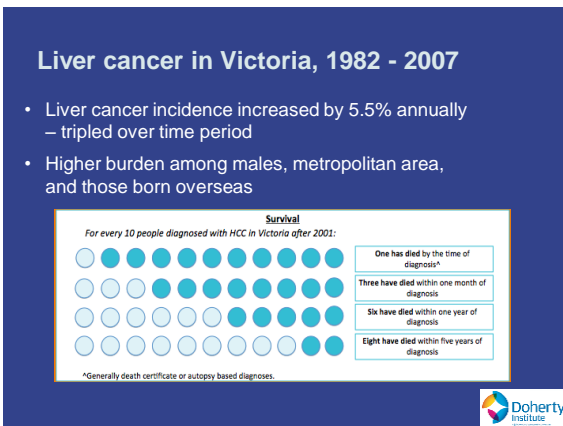 Liver cancer in Victoria, 1982 - 2007
• Liver cancer incidence increased by 5.5% annually
– tripled over time period
• Higher burden among males, metropolitan area,
and those born overseas
Survival
For every 10 people diagnosed with HCC in Victoria after 2001:
One has died by the time of
diagnosis^
Three have died within one month of
diagnosis
Six have died within one year of
diagnosis
Eight have died within five years of
diagnosis
^Generally death certificate or autopsy based diagnoses.
Doherty
Institute